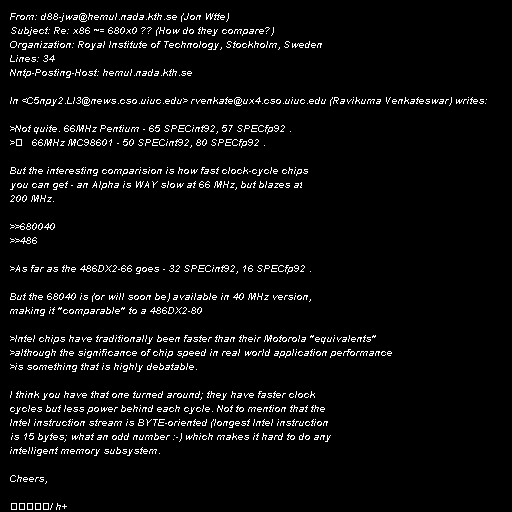 From: d88-jwa@hemul.nada.kth.se (Jon Wtte)
Subject: Re: x86 ~= 680x0 ?? (How do they compare?)
Organization: Royal Institute of Technology, Stockholm, Sweden
Lines: 34
Nntp-Posting-Host: hemul.nada.kth.se

In <C5npy2.LI3@news.cso.uiuc.edu> rvenkate@ux4.cso.uiuc.edu (Ravikuma Venkateswar) writes:

>Not quite. 66MHz Pentium - 65 SPECint92, 57 SPECfp92 .
> 66MHz MC98601 - 50 SPECint92, 80 SPECfp92 .

But the interesting comparision is how fast clock-cycle chips
you can get - an Alpha is WAY slow at 66 MHz, but blazes at
200 MHz.

>>680040
>>486

>As far as the 486DX2-66 goes - 32 SPECint92, 16 SPECfp92 .

But the 68040 is (or will soon be) available in 40 MHz version,
making it "comparable" to a 486DX2-80

>Intel chips have traditionally been faster than their Motorola "equivalents"
>although the significance of chip speed in real world application performance
>is something that is highly debatable.

I think you have that one turned around; they have faster clock
cycles but less power behind each cycle. Not to mention that the
Intel instruction stream is BYTE-oriented (longest Intel instruction
is 15 bytes; what an odd number :-) which makes it hard to do any
intelligent memory subsystem.

Cheers,

/ h+